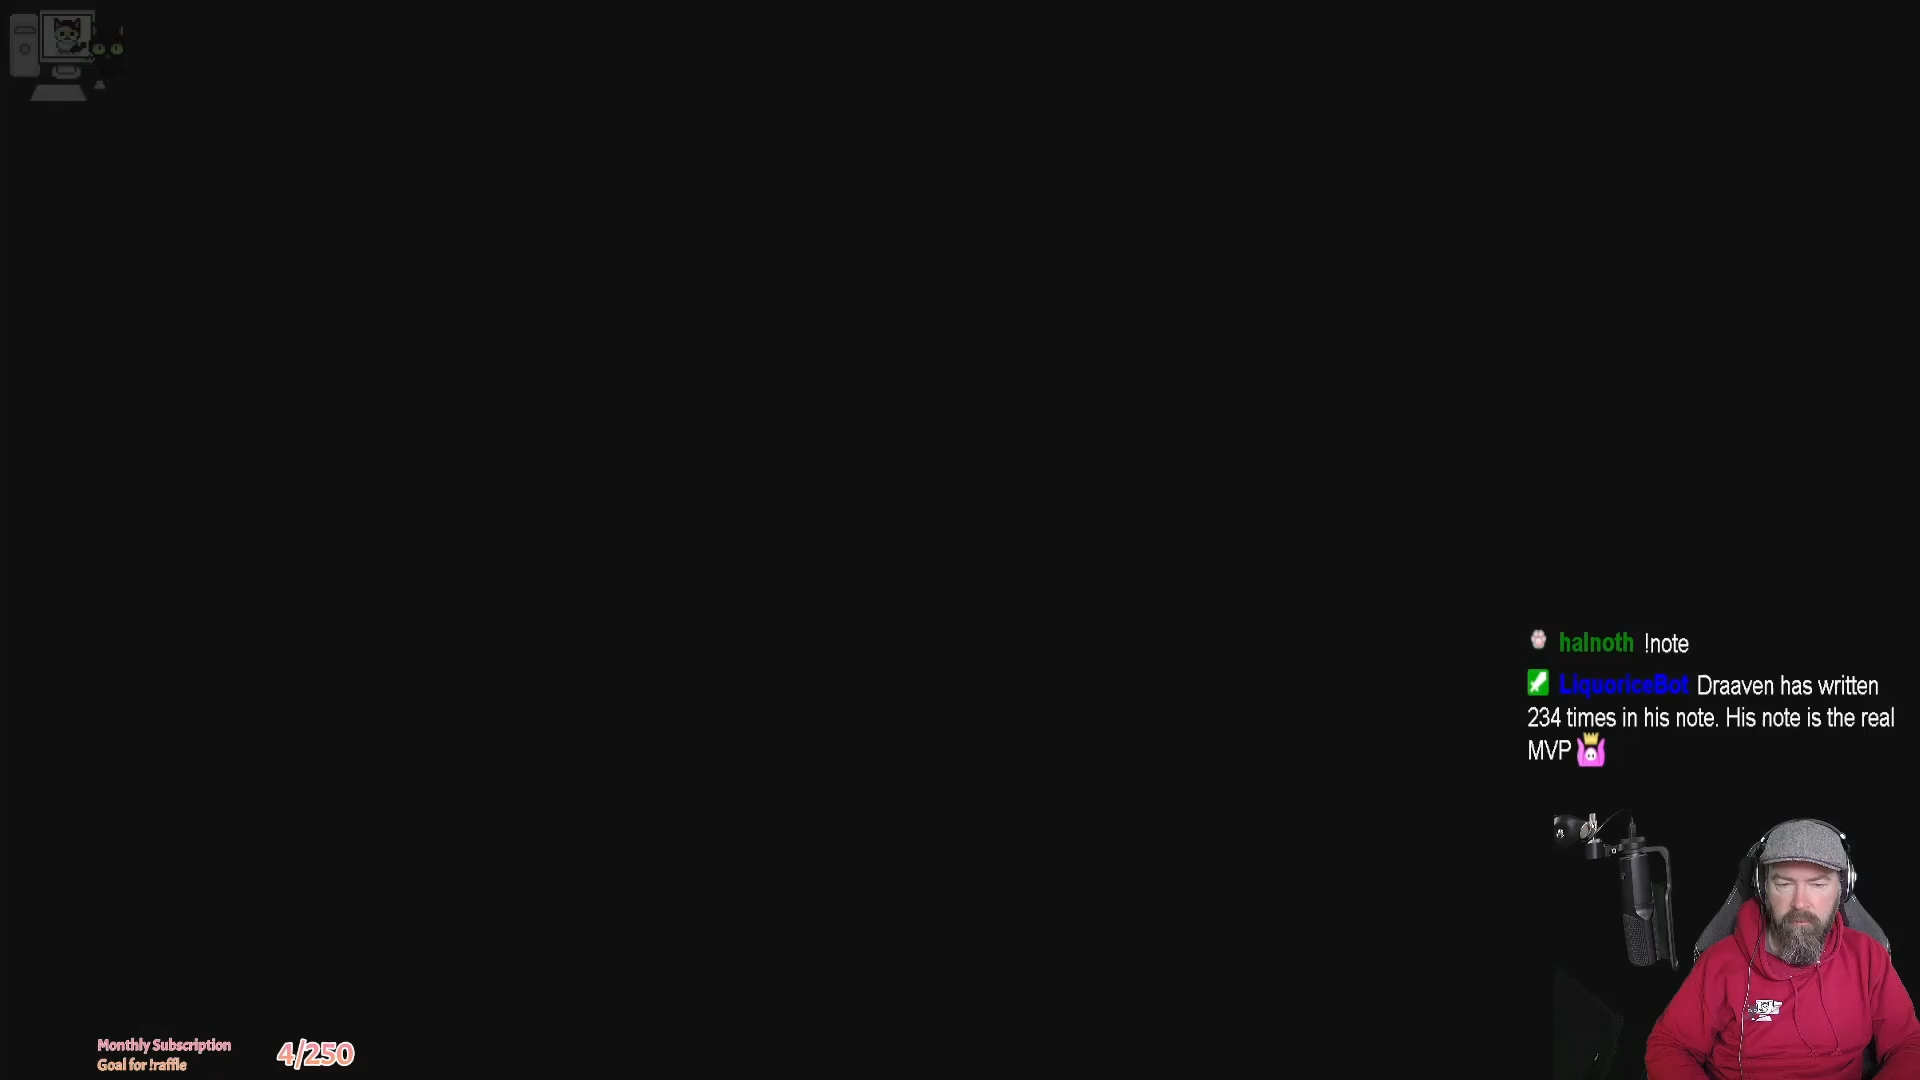 halnoth !note
LiquoriceBot Draaven has written
234 times in his note. His note is the real
MVP
Monthly Subscription
Goal for !raffle
4/250